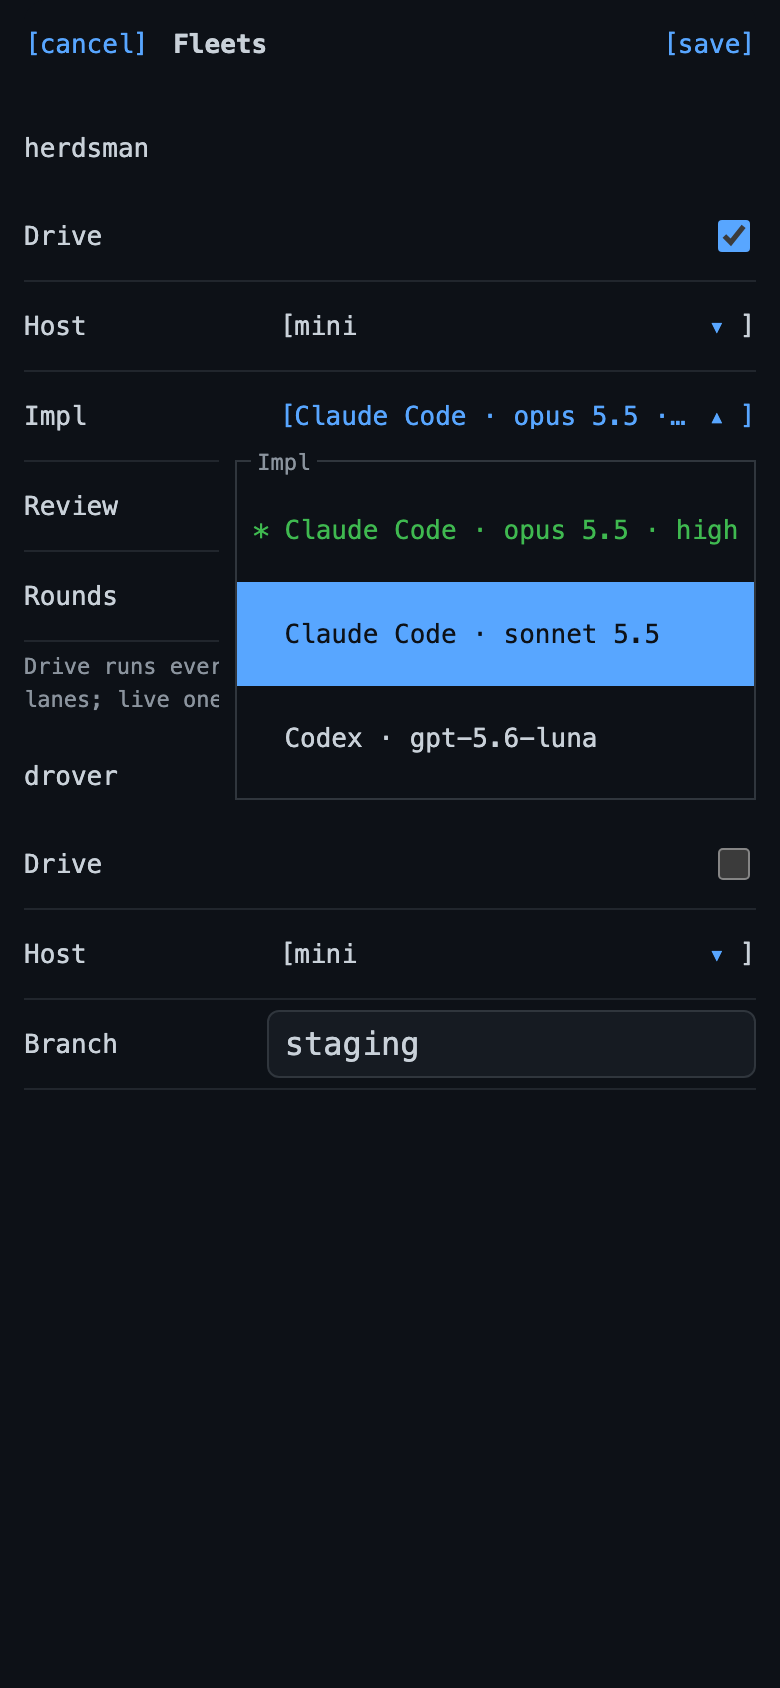 [cancel] Fleets [save]
herdsman
Drive
Host [mini ▾ ]
Impl [Claude Code · opus 5.5 ·… ▴ ]
Impl
Review
* Claude Code · opus 5.5 · high
Rounds
Claude Code · sonnet 5.5
Drive runs ever
lanes; live one
Codex · gpt-5.6-luna
drover
Drive
Host [mini ▾ ]
Branch staging